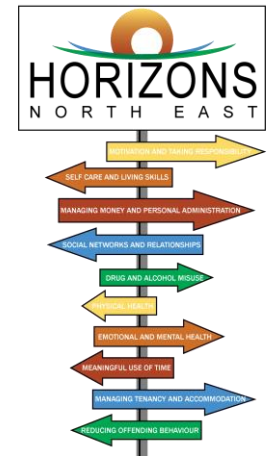 HORIZONS
NORTH EAST
MOTIVATION AND TAKING RESPONSIBILITY
SELF CARE AND LIVING SKILLS
MANAGING MONEY AND PERSONAL ADMINISTRATION
SOCIAL NETWORKS AND RELATIONSHIPS
DRUG AND ALCOHOL MISUSE
PHYSICAL HEALTH
EMOTIONAL AND MENTAL HEALTH
MEANINGFUL USE OF TIME
MANAGING TENANCY AND ACCOMMODATION
REDUCING OFFENDING BEHAVIOUR